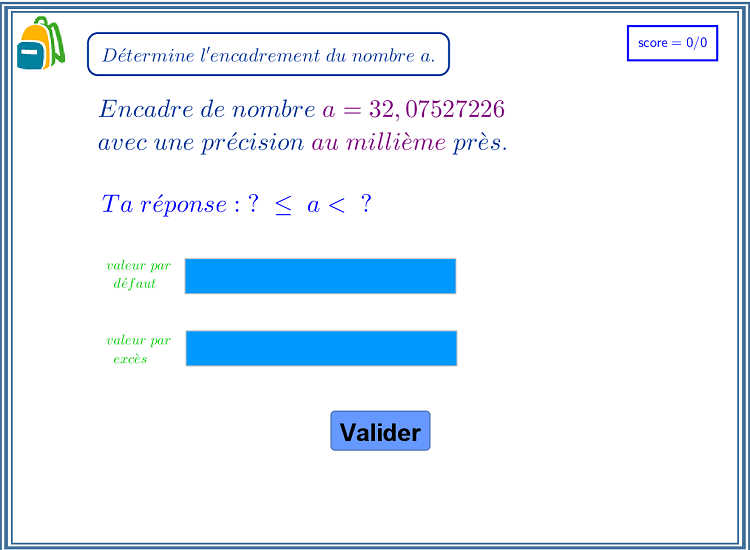 Détermine l'encadrement du nombre a.
score = 0/0
Encadre de nombre a = 32,07527226
avec une précision au millième près.
Ta réponse : ? ≤ a < ?
valeur par
défaut
valeur par
excès
Valider